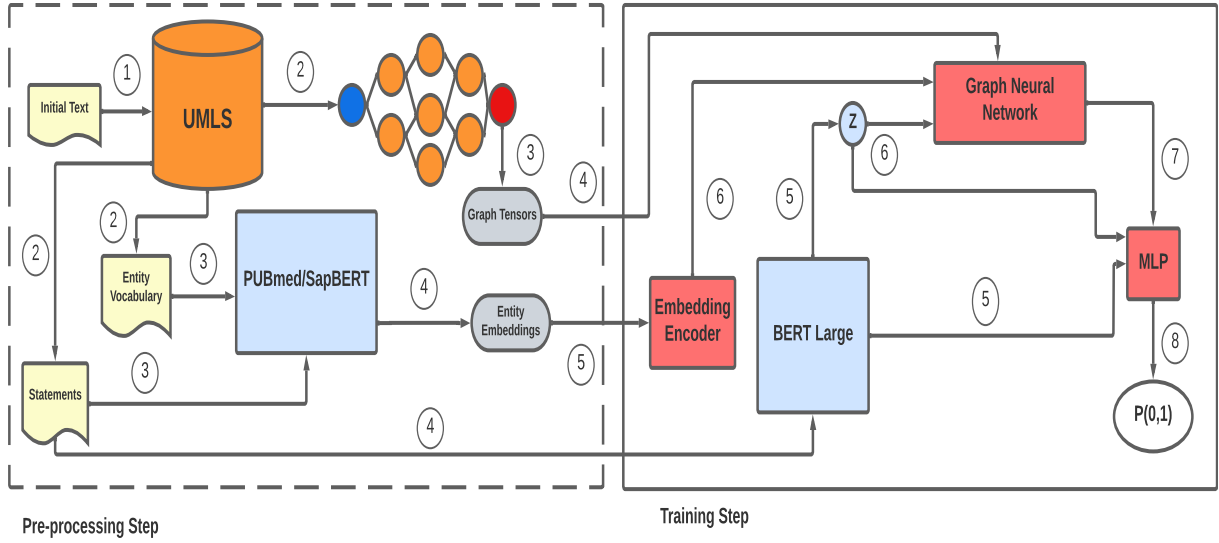 1
2
Initial Text
UMLS
Graph Neural
Network
Z
3
4
6
7
Graph Tensors
2
2
3
6
5
Entity
Vocabulary
PUBmed/SapBERT
4
Entity
Embeddings
5
Embedding
Encoder
BERT Large
5
MLP
8
Statements
3
4
P(0,1)
Pre-processing Step
Training Step